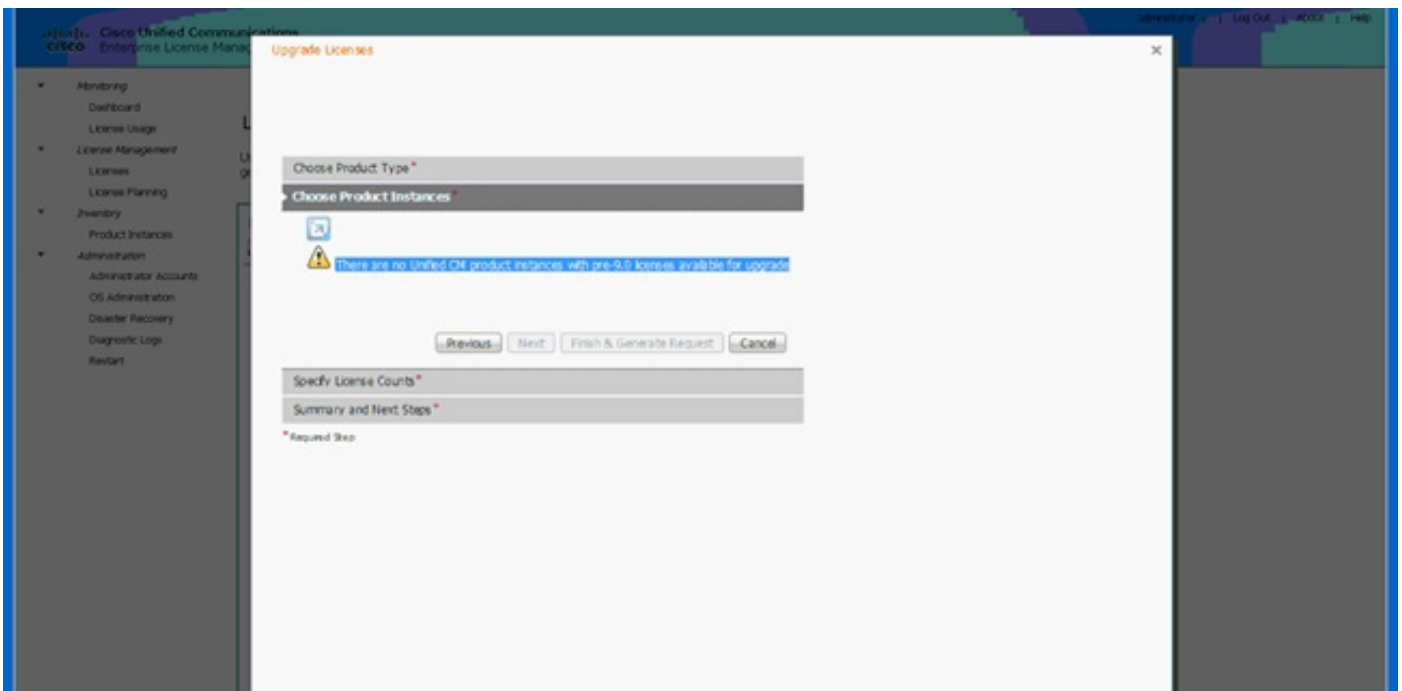 administrator | Log Out | About | Help
Cisco Unified Communications
cisco Enterprise License Manag
Upgrade Licenses
Monitoring
Dashboard
License Usage
License Management
Licenses
License Planning
Inventory
Product Instances
Administration
Administrator Accounts
OS Administration
Disaster Recovery
Diagnostic Logs
Restart
Choose Product Type*
Choose Product Instances*
There are no Unified CM product instances with pre-9.0 licenses available for upgrade
Previous Next Finish & Generate Request Cancel
Specify License Counts*
Summary and Next Steps*
*Required Step